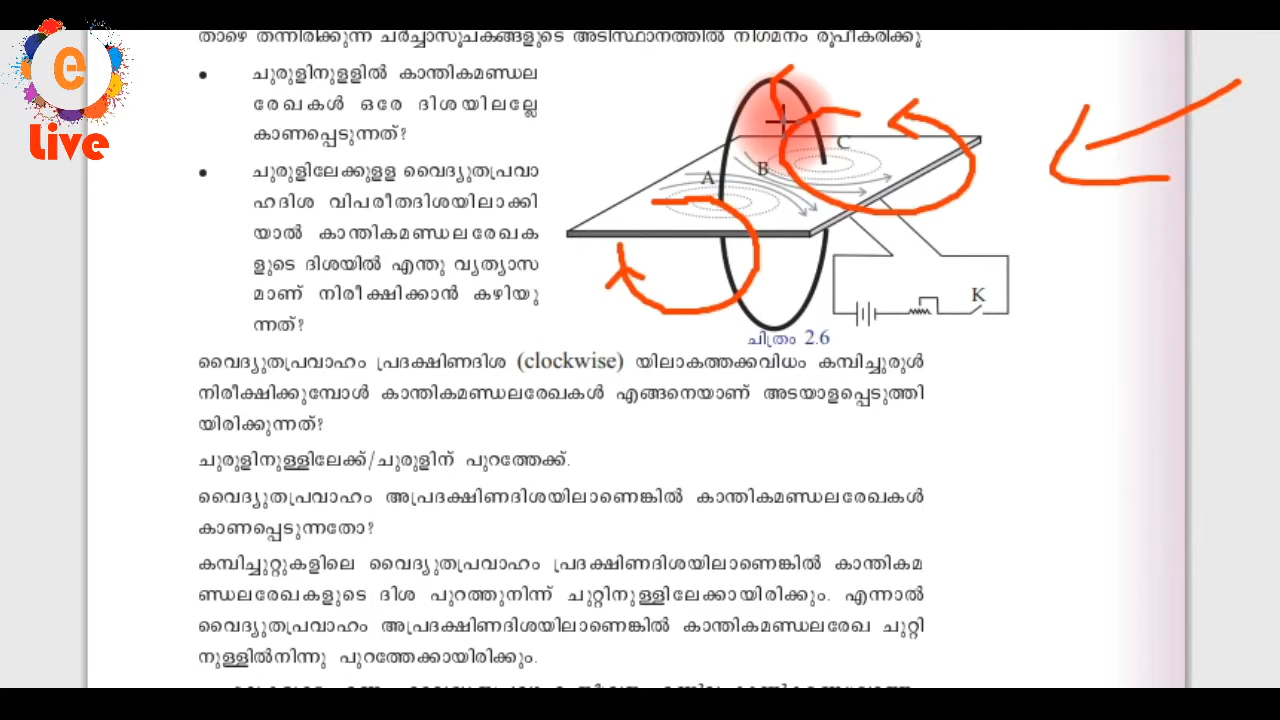 e
Live
താഴെ തന്നിരിക്കുന്ന ചർച്ചാസൂചകങ്ങളുടെ അടിസ്ഥാനത്തിൽ നിഗമനം രൂപീകരിക്കൂ.
• ചുരുളിനുള്ളിൽ കാന്തികമണ്ഡല
രേഖകൾ ഒരേ ദിശയിലല്ലേ
കാണപ്പെടുന്നത്?
• ചുരുളിലേക്കുള്ള വൈദ്യുതപ്രവാ
ഹദിശ വിപരീതദിശയിലാക്കി
യാൽ കാന്തികമണ്ഡലരേഖക
ളുടെ ദിശയിൽ എന്തു വ്യത്യാസ
മാണ് നിരീക്ഷിക്കാൻ കഴിയു
ന്നത്?
A
B
C
K
ചിത്രം 2.6
വൈദ്യുതപ്രവാഹം പ്രദക്ഷിണദിശ (clockwise) യിലാകത്തക്കവിധം കമ്പിച്ചുരുൾ
നിരീക്ഷിക്കുമ്പോൾ കാന്തികമണ്ഡലരേഖകൾ എങ്ങനെയാണ് അടയാളപ്പെടുത്തി
യിരിക്കുന്നത്?
ചുരുളിനുള്ളിലേക്ക്/ചുരുളിന് പുറത്തേക്ക്.
വൈദ്യുതപ്രവാഹം അപ്രദക്ഷിണദിശയിലാണെങ്കിൽ കാന്തികമണ്ഡലരേഖകൾ
കാണപ്പെടുന്നതോ?
കമ്പിച്ചുറ്റുകളിലെ വൈദ്യുതപ്രവാഹം പ്രദക്ഷിണദിശയിലാണെങ്കിൽ കാന്തികമ
ണ്ഡലരേഖകളുടെ ദിശ പുറത്തുനിന്ന് ചുറ്റിനുള്ളിലേക്കായിരിക്കും. എന്നാൽ
വൈദ്യുതപ്രവാഹം അപ്രദക്ഷിണദിശയിലാണെങ്കിൽ കാന്തികമണ്ഡലരേഖ ചുറ്റി
നുള്ളിൽനിന്നു പുറത്തേക്കായിരിക്കും.